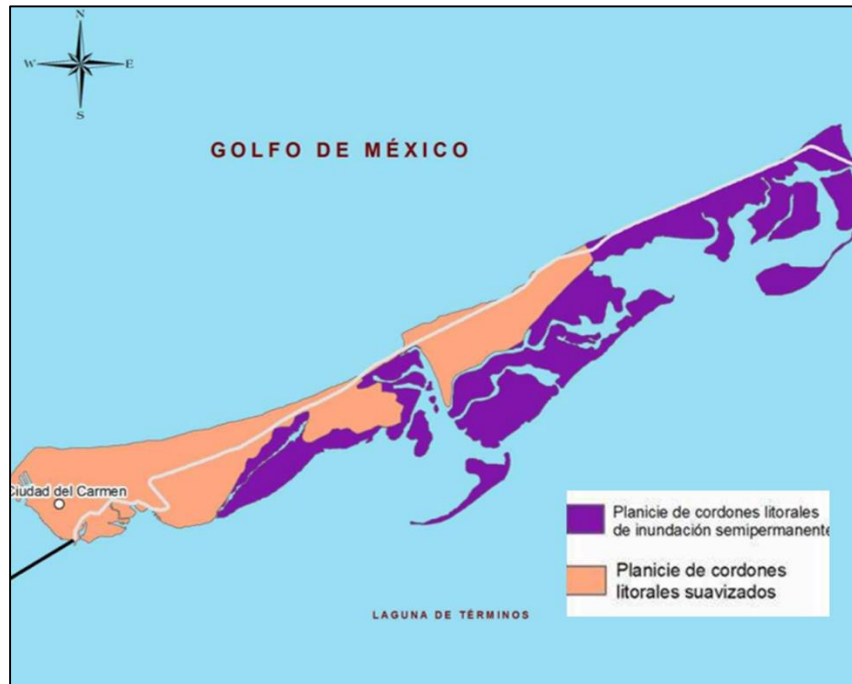 N
W E
S
GOLFO DE MÉXICO
Ciudad del Carmen
Planicie de cordones litorales
de inundación semipermanente
Planicie de cordones
litorales suavizados
LAGUNA DE TÉRMINOS